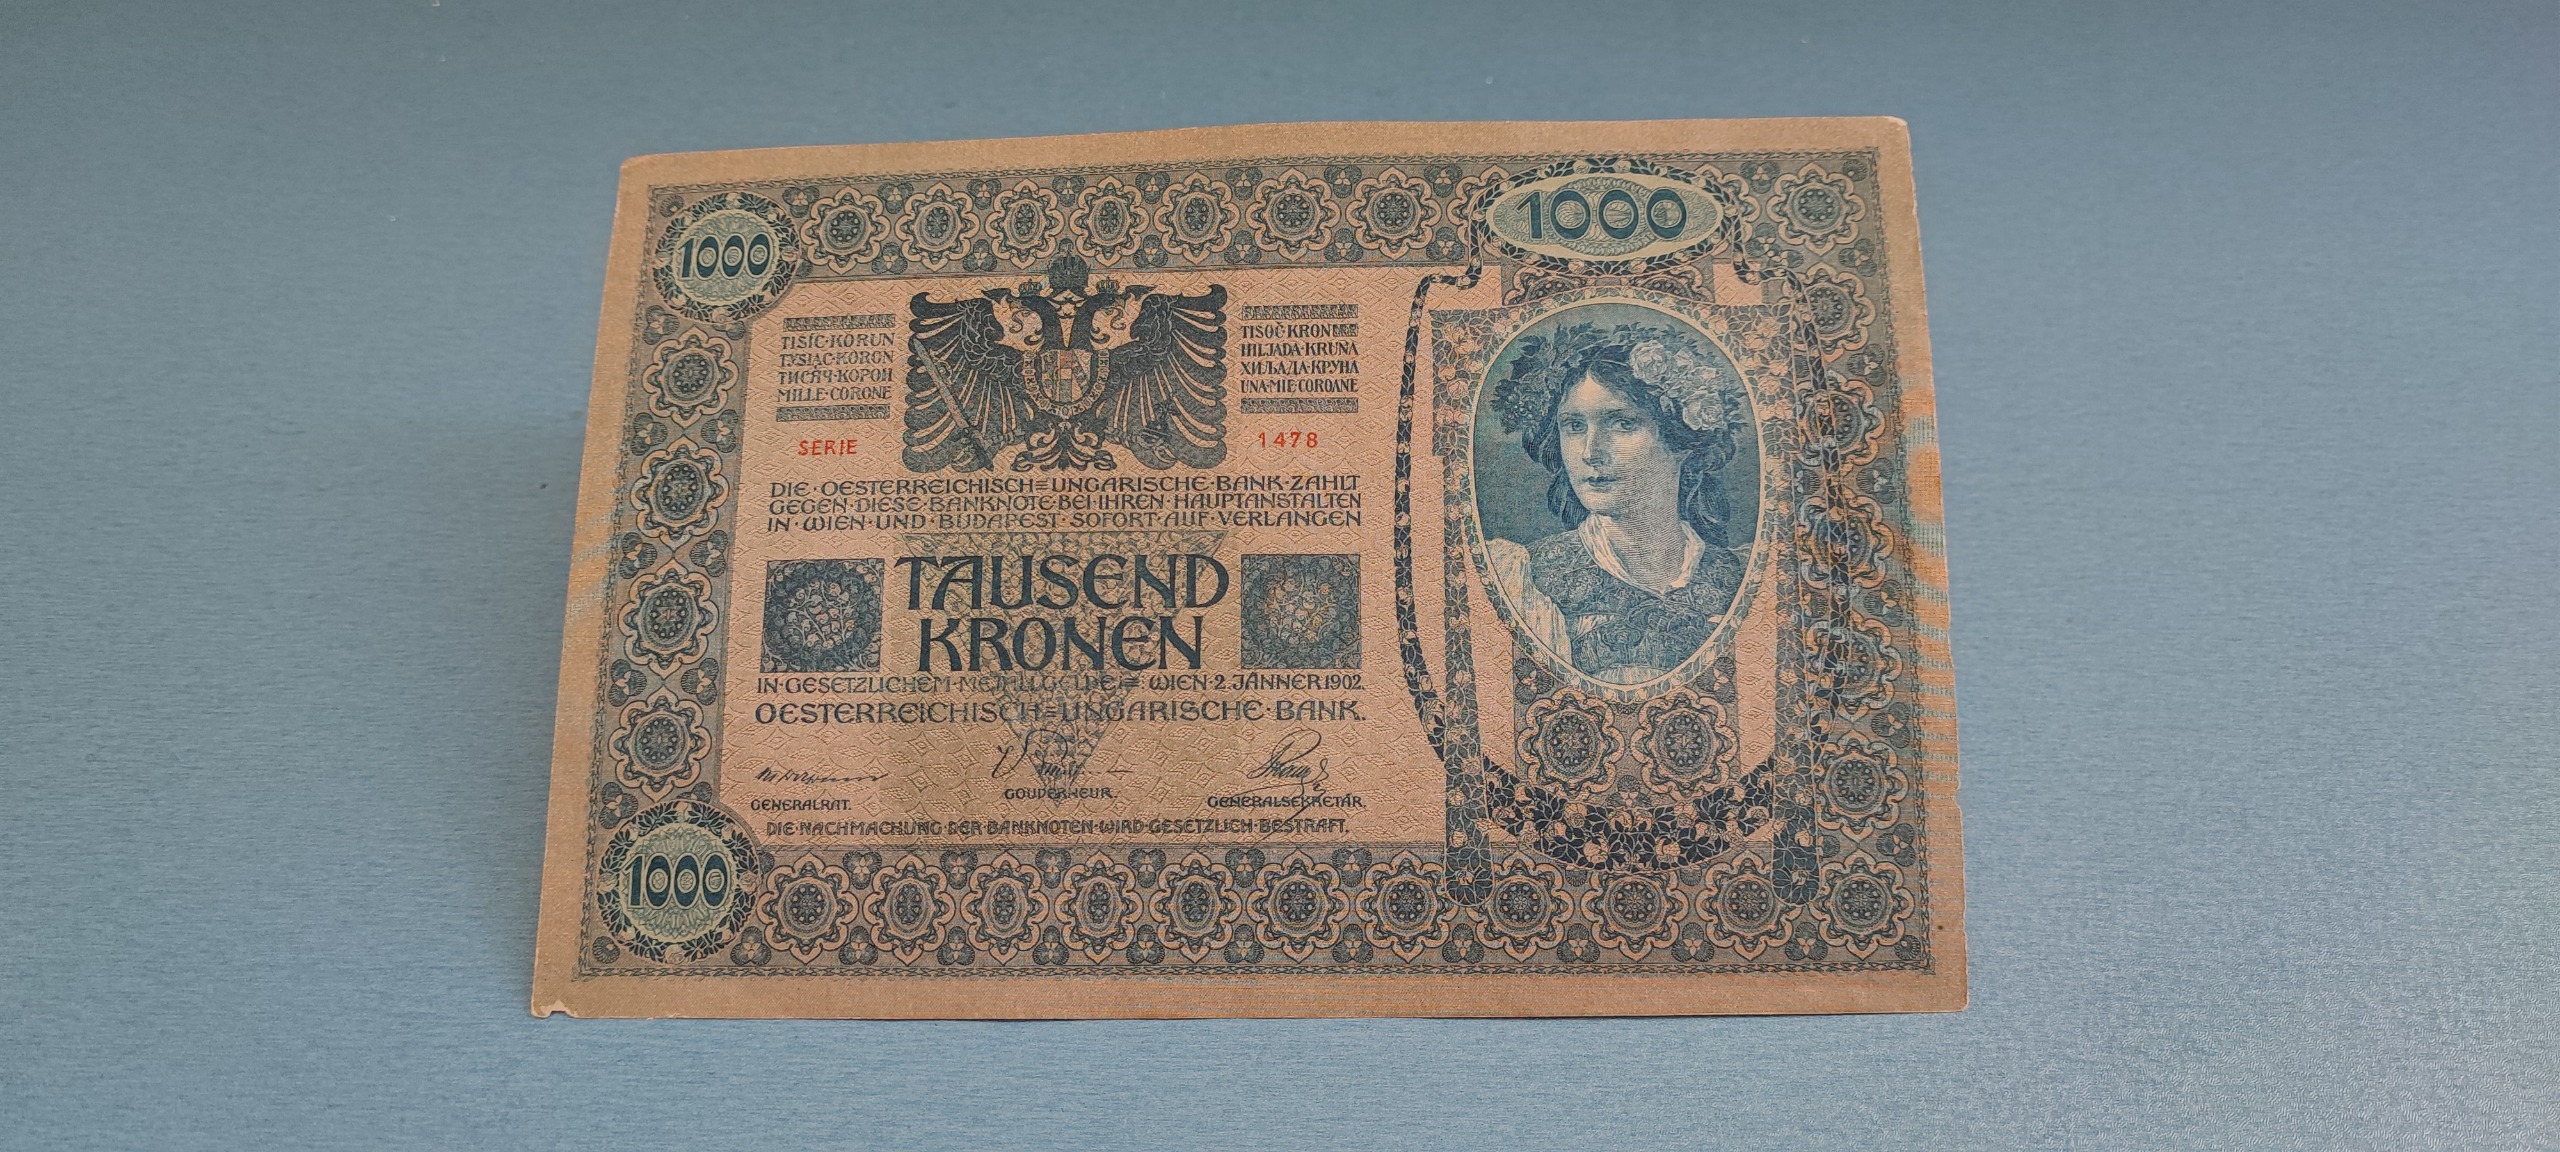 1000
1000
TISÍC·KORUN
TYSIĄC·KORON
ТИСЯЧ·КОРОН
MILLE·CORONE
TISOČ·KRON
HILJADA·KRUNA
ХИЉАДА·КРУНА
UNA·MIE·COROANE
SERIE
1478
DIE·OESTERREICHISCH=UNGARISCHE·BANK·ZAHLT
GEGEN·DIESE·BANKNOTE·BEI·IHREN·HAUPTANSTALTEN
IN·WIEN·UND·BUDAPEST·SOFORT·AUF·VERLANGEN
TAUSEND
KRONEN
IN·GESETZLICHEM·METALLGELDE=·WIEN·2.JÄNNER 1902.
OESTERREICHISCH=UNGARISCHE·BANK.
GENERALRAT.
GOUVERNEUR.
GENERALSEKRETÄR.
DIE·NACHMACHUNG·DER·BANKNOTEN·WIRD·GESETZLICH·BESTRAFT.
1000